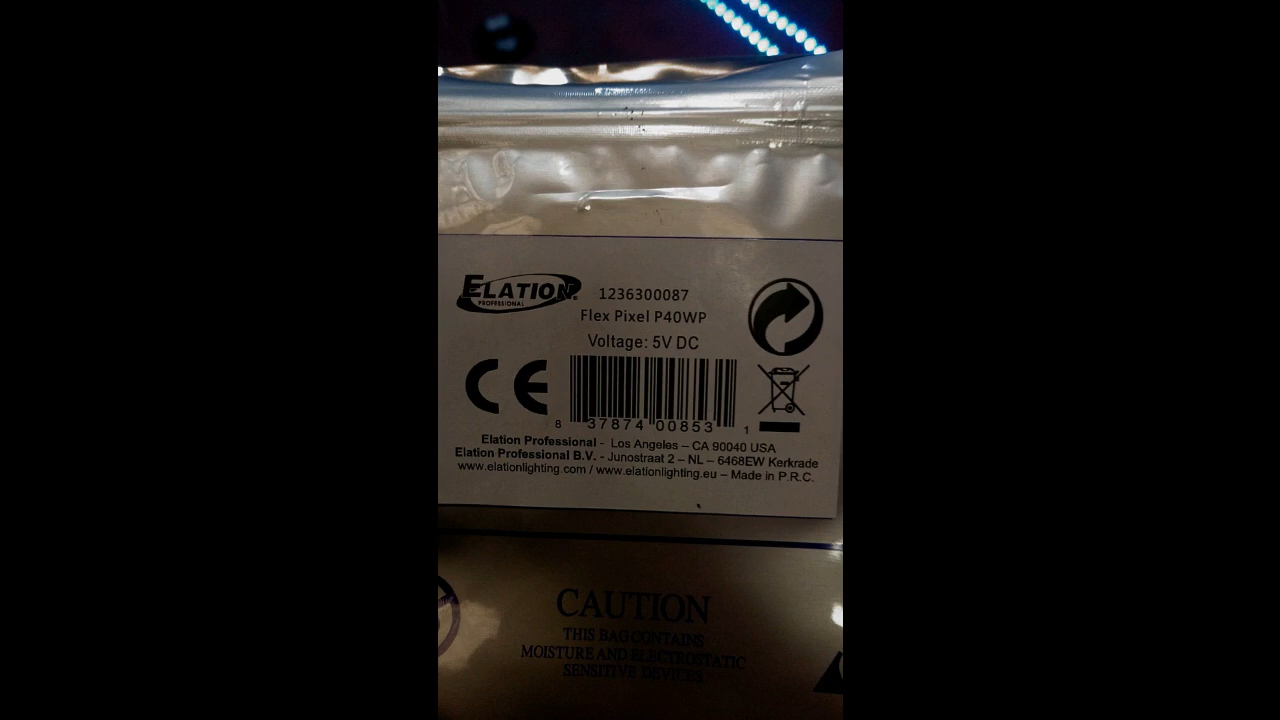 ELATION®
PROFESSIONAL
1236300087
Flex Pixel P40WP
Voltage: 5V DC
CE
8 37874 00853 1
Elation Professional - Los Angeles – CA 90040 USA
Elation Professional B.V. - Junostraat 2 – NL – 6468EW Kerkrade
www.elationlighting.com / www.elationlighting.eu – Made in P.R.C.
CAUTION
THIS BAG CONTAINS
MOISTURE AND ELECTROSTATIC
SENSITIVE DEVICES